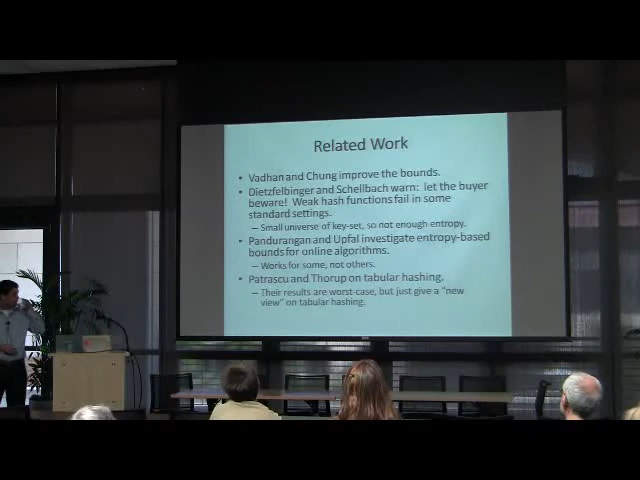 Related Work
• Vadhan and Chung improve the bounds.
• Dietzfelbinger and Schellbach warn: let the buyer
beware! Weak hash functions fail in some
standard settings.
– Small universe of key-set, so not enough entropy.
• Pandurangan and Upfal investigate entropy-based
bounds for online algorithms.
– Works for some, not others.
• Patrascu and Thorup on tabular hashing.
– Their results are worst-case, but just give a "new
view" on tabular hashing.